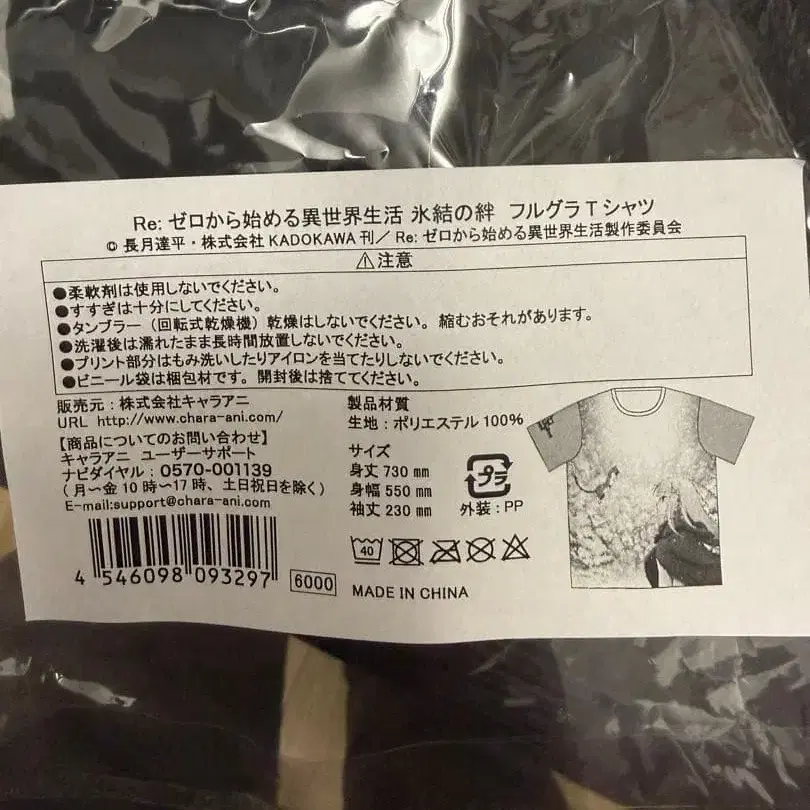 Re: ゼロから始める異世界生活 氷結の絆 フルグラTシャツ
© 長月達平・株式会社 KADOKAWA 刊／ Re: ゼロから始める異世界生活製作委員会
⚠注意
●柔軟剤は使用しないでください。
●すすぎは十分にしてください。
●タンブラー（回転式乾燥機）乾燥はしないでください。縮むおそれがあります。
●洗濯後は濡れたまま長時間放置しないでください。
●プリント部分はもみ洗いしたりアイロンを当てたりしないでください。
●ビニール袋は梱包材です。開封後は捨ててください。
販売元：株式会社キャラアニ
URL http://www.chara-ani.com/
【商品についてのお問い合わせ】
キャラアニ ユーザーサポート
ナビダイヤル：0570-001139
（月〜金 10時〜17時、土日祝日を除く）
E-mail:support@chara-ani.com
4 546098 093297
6000
製品材質
生地：ポリエステル 100%
サイズ
身丈 730 mm
身幅 550 mm
袖丈 230 mm
プラ
外装：PP
40
MADE IN CHINA